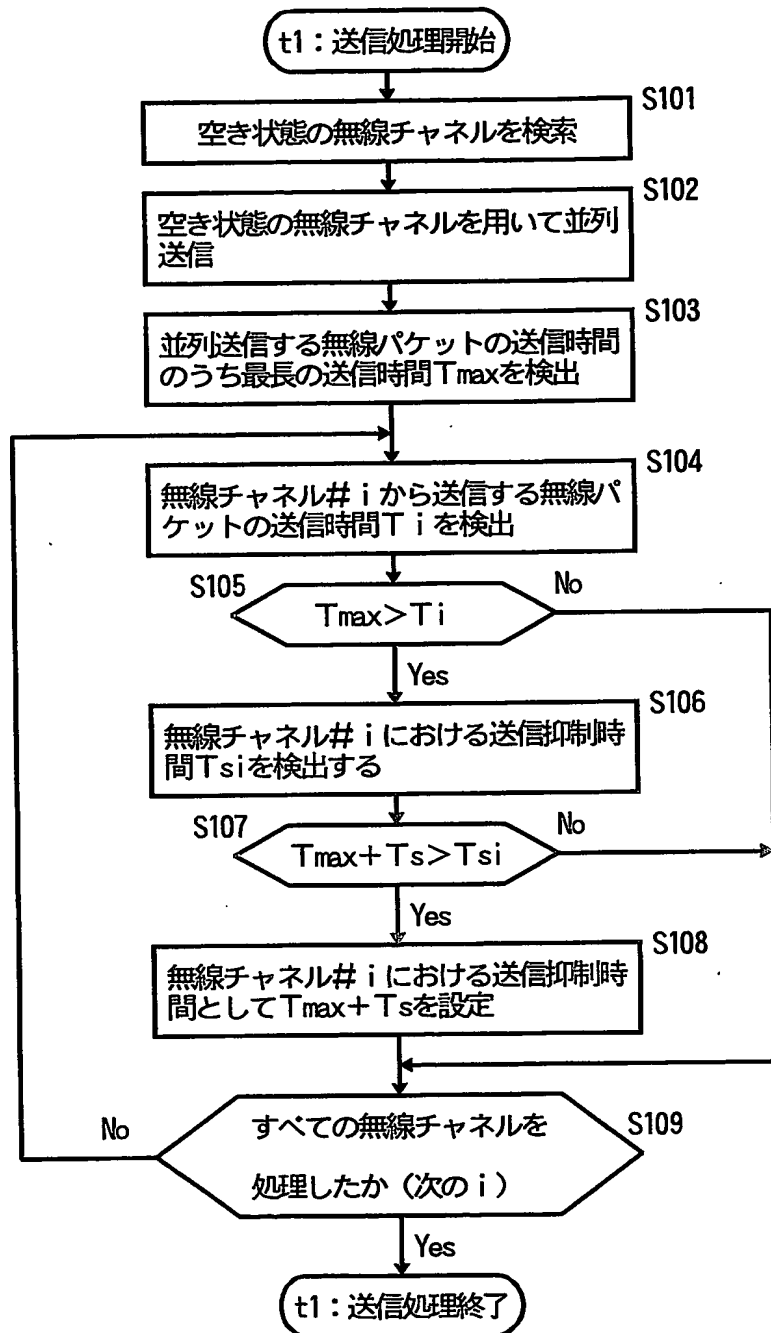 t1：送信処理開始
S101
空き状態の無線チャネルを検索
S102
空き状態の無線チャネルを用いて並列
送信
S103
並列送信する無線パケットの送信時間
のうち最長の送信時間Tmaxを検出
S104
無線チャネル＃ｉから送信する無線パ
ケットの送信時間Ｔｉを検出
S105
Tmax＞Ｔｉ
No
Yes
S106
無線チャネル＃ｉにおける送信抑制時
間Tsiを検出する
S107
Tmax＋Ts＞Tsi
No
Yes
S108
無線チャネル＃ｉにおける送信抑制時
間としてTmax＋Tsを設定
S109
すべての無線チャネルを
処理したか（次のｉ）
No
Yes
t1：送信処理終了